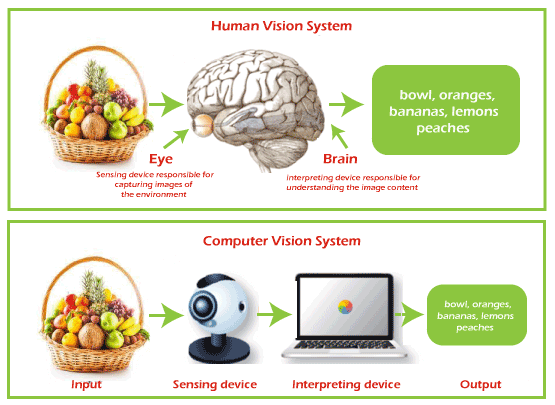 Human Vision System
bowl, oranges,
bananas, lemons
peaches
Eye
Sensing device responsible for
capturing images of
the environment
Brain
Interpreting device responsible for
understanding the image content
Computer Vision System
bowl, oranges,
bananas, lemons
peaches
Input
Sensing device
Interpreting device
Output